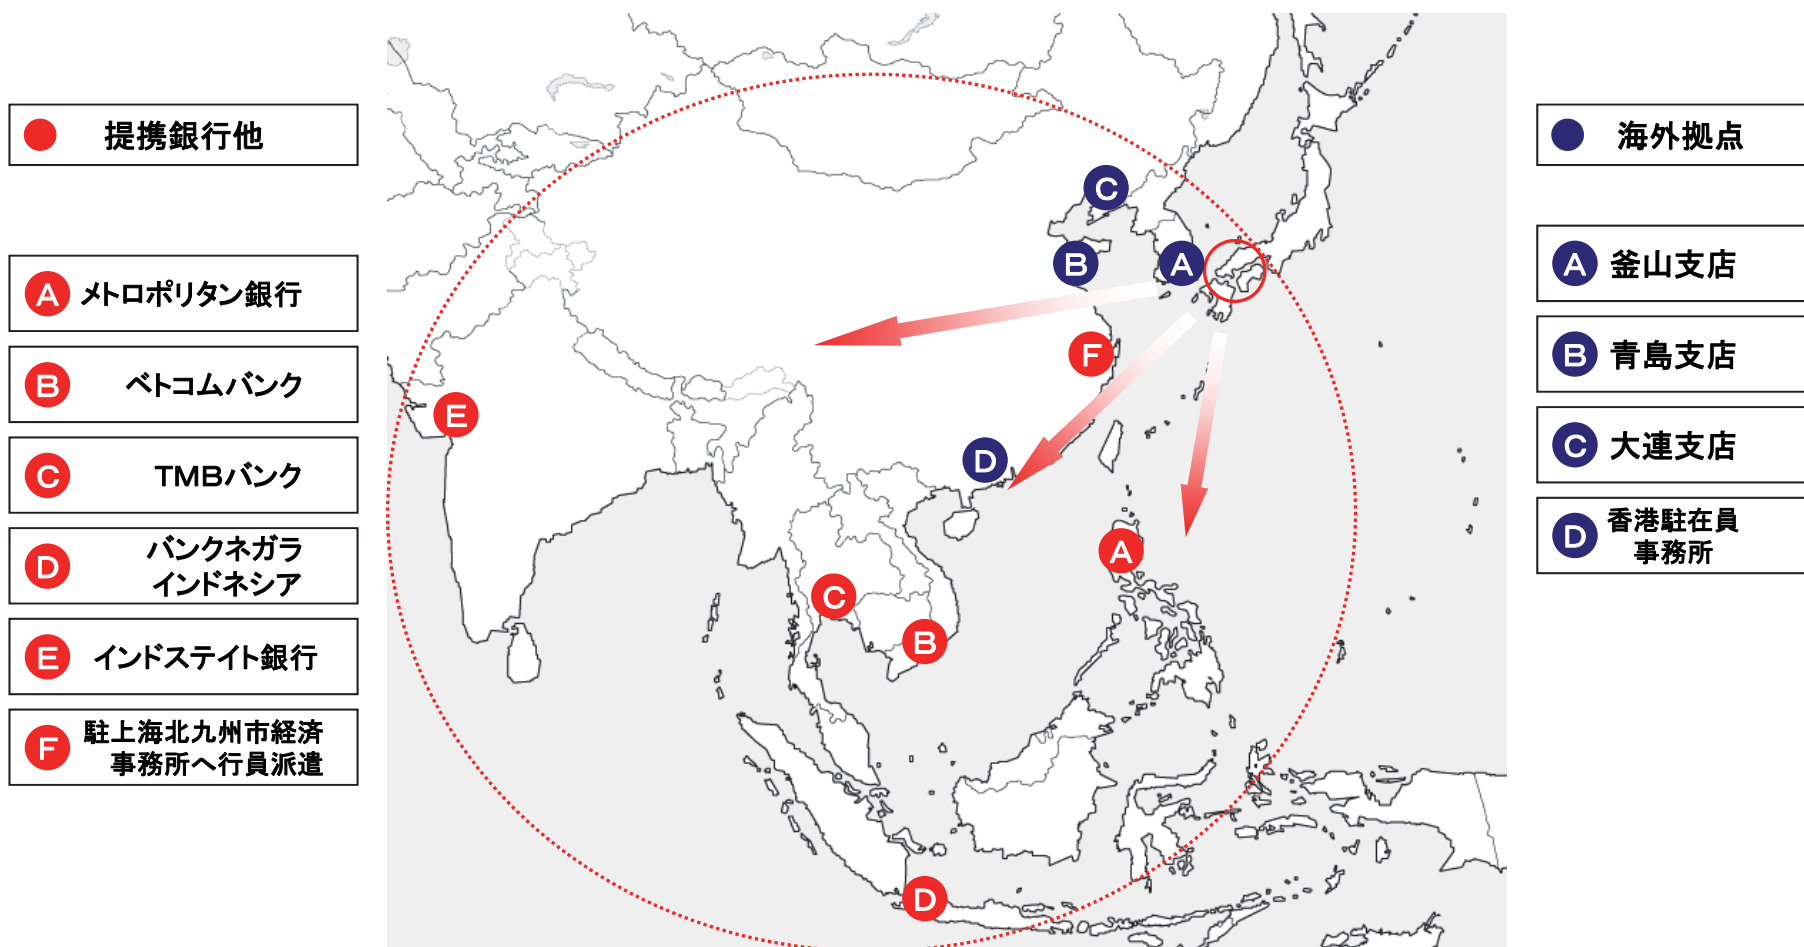 提携銀行他
A メトロポリタン銀行
B ベトコムバンク
C TMBバンク
D バンクネガラ
インドネシア
E インドステイト銀行
F 駐上海北九州市経済
事務所へ行員派遣
C
B
A
F
E
D
A
C
B
D
海外拠点
A 釜山支店
B 青島支店
C 大連支店
D 香港駐在員
事務所